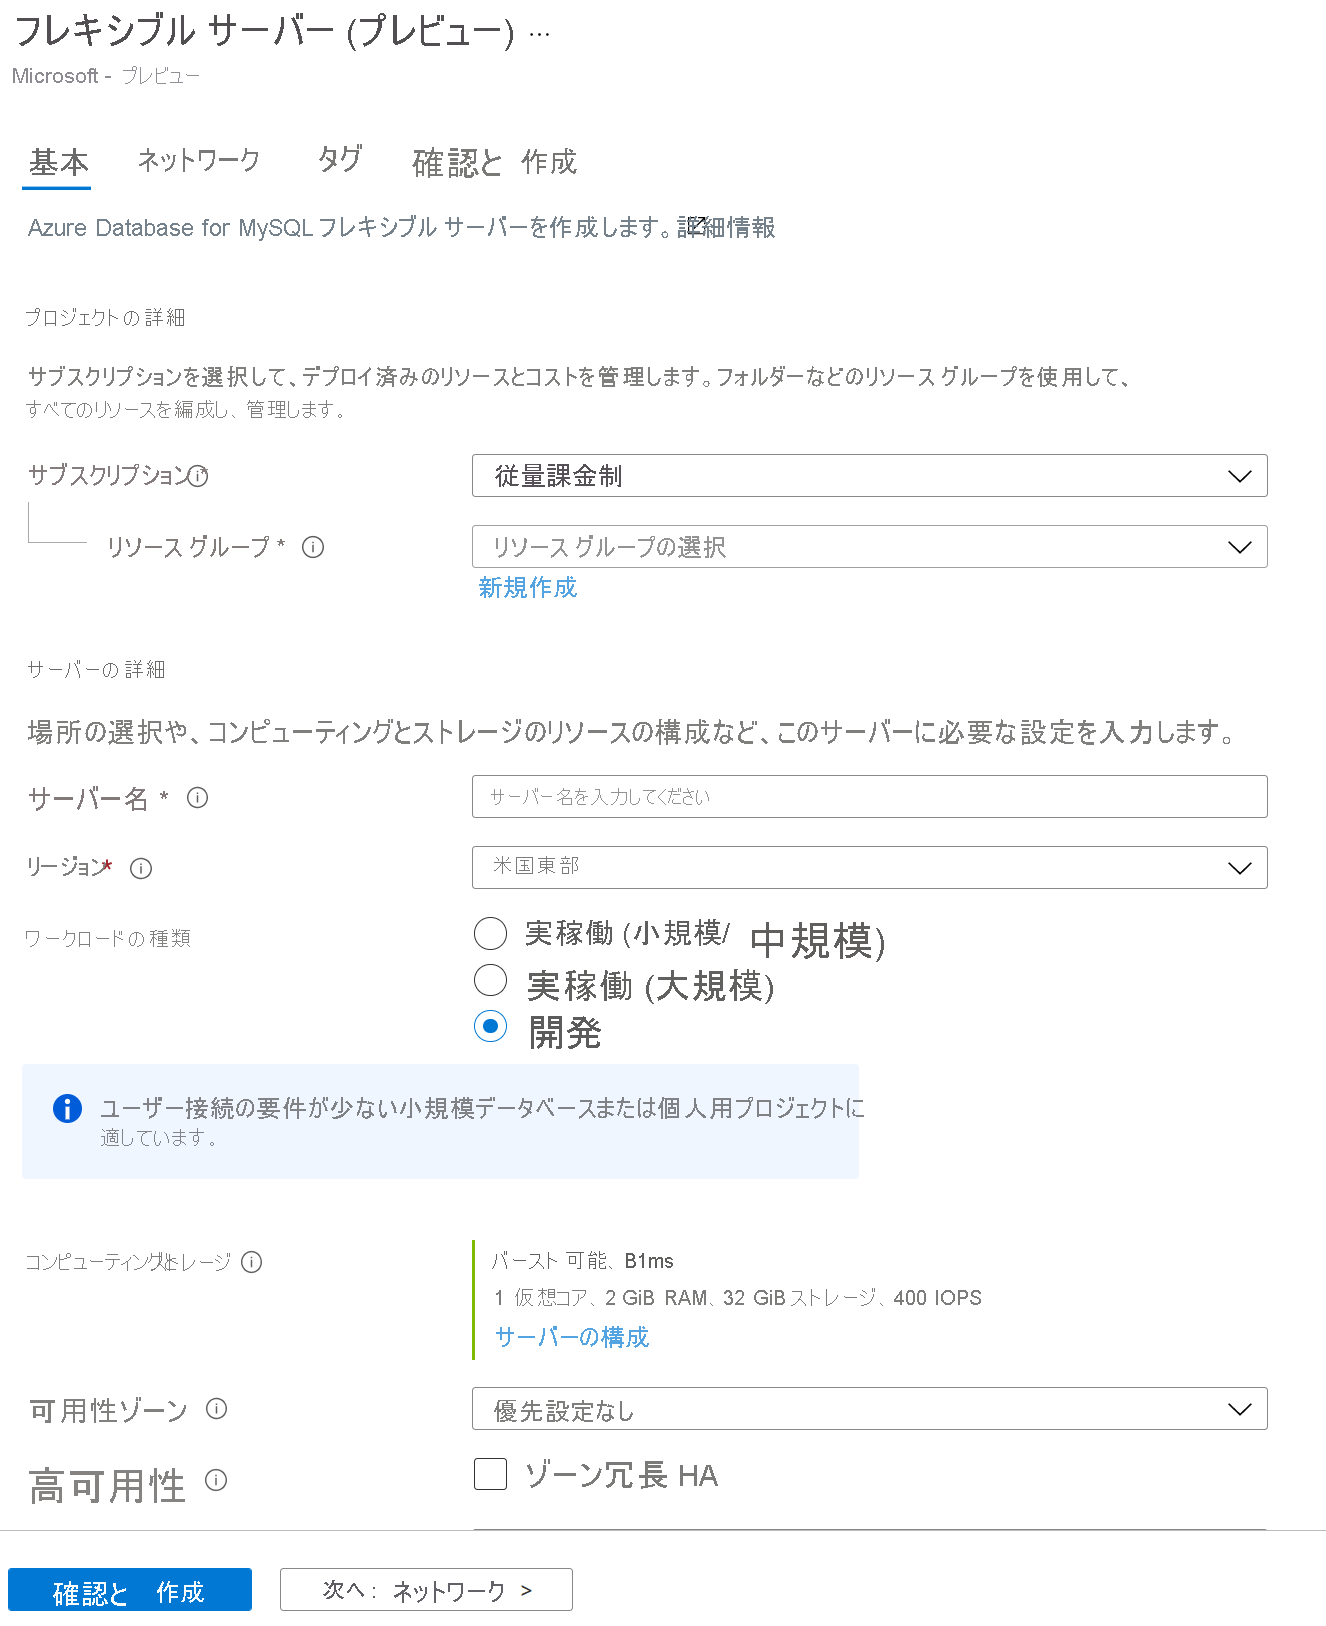 フレキシブル サーバー (プレビュー) ...
Microsoft - プレビュー
基本 ネットワーク タグ 確認と 作成
Azure Database for MySQL フレキシブル サーバーを作成します。詳細情報
プロジェクトの詳細
サブスクリプションを選択して、デプロイ済みのリソースとコストを管理します。フォルダーなどのリソース グループを使用して、
すべてのリソースを編成し、管理します。
サブスクリプション* 従量課金制
リソース グループ * リソース グループの選択
新規作成
サーバーの詳細
場所の選択や、コンピューティングとストレージのリソースの構成など、このサーバーに必要な設定を入力します。
サーバー名 * サーバー名を入力してください
リージョン* 米国東部
ワークロードの種類 実稼働 (小規模/ 中規模)
実稼働 (大規模)
開発
ユーザー接続の要件が少ない小規模データベースまたは個人用プロジェクトに
適しています。
コンピューティングとストレージ バースト 可能、B1ms
1 仮想コア、2 GiB RAM、32 GiB ストレージ、400 IOPS
サーバーの構成
可用性ゾーン 優先設定なし
高可用性 ゾーン冗長 HA
確認と 作成 次へ: ネットワーク >